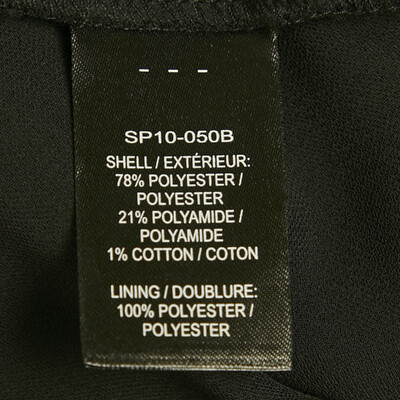 - - -
SP10-050B
SHELL / EXTÉRIEUR:
78% POLYESTER /
POLYESTER
21% POLYAMIDE /
POLYAMIDE
1% COTTON / COTON
LINING / DOUBLURE:
100% POLYESTER /
POLYESTER